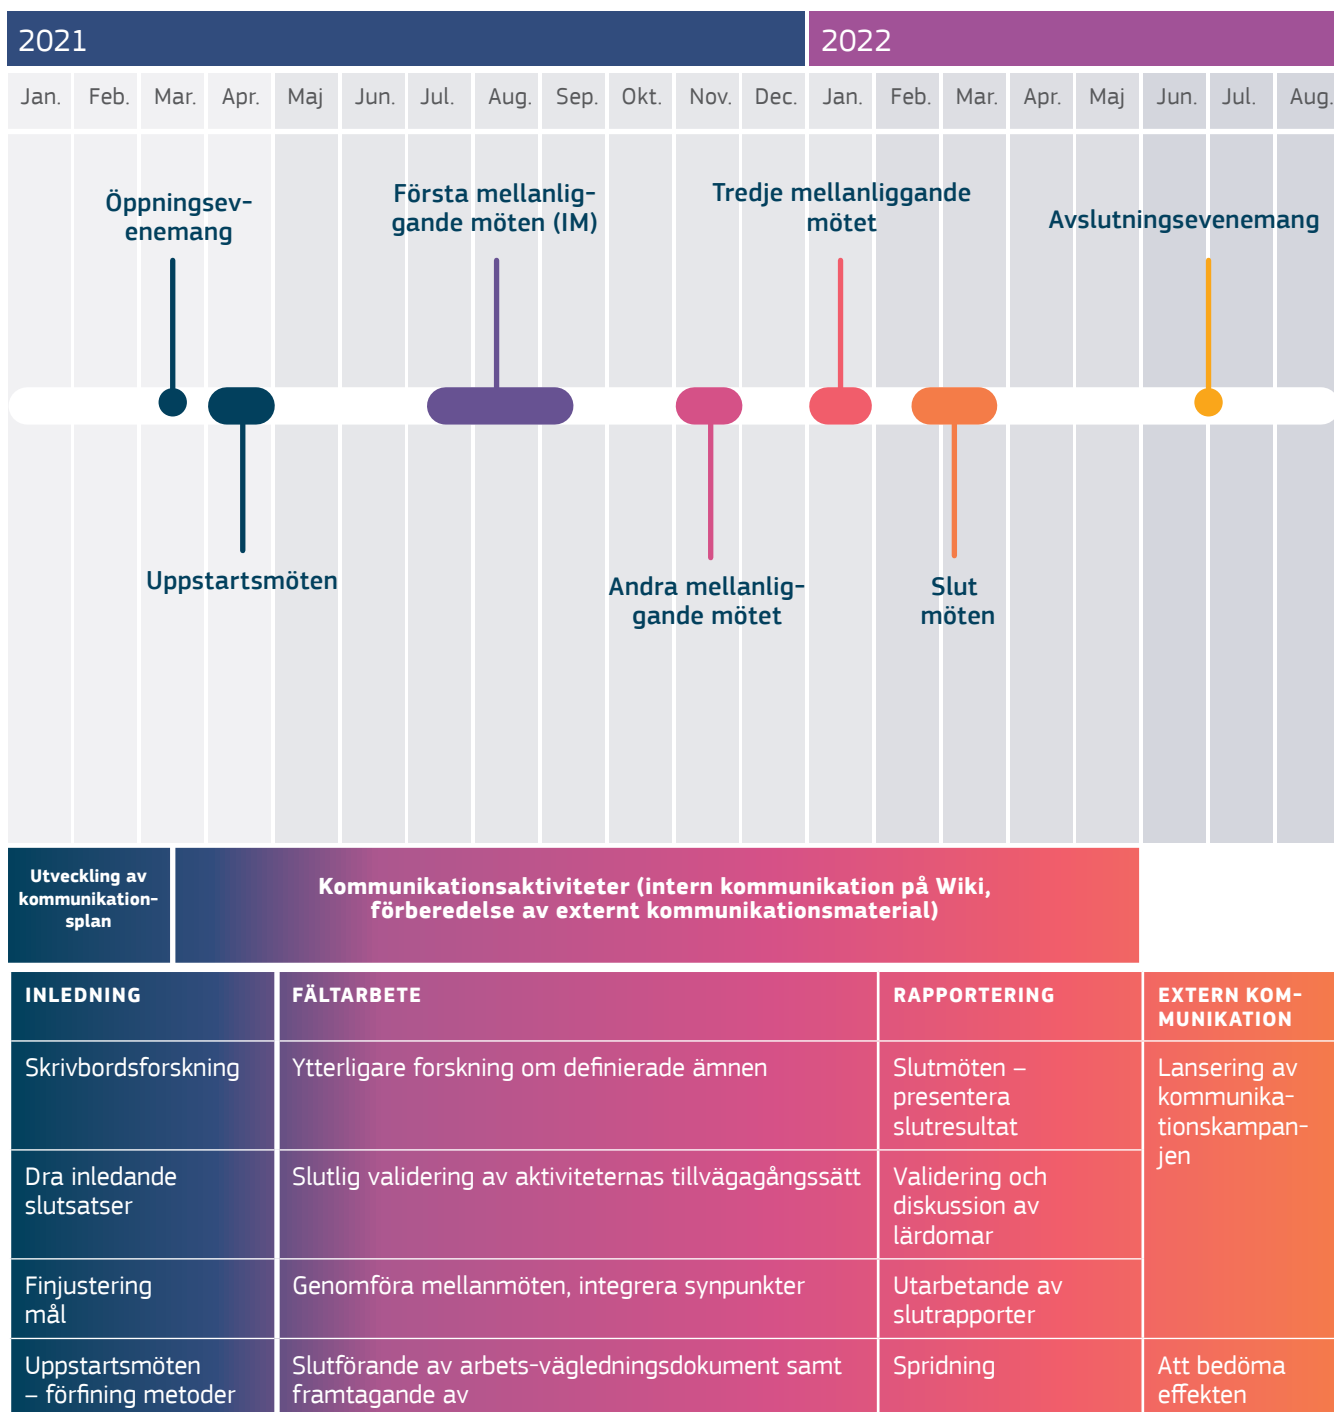 2021
2022
Jan. Feb. Mar. Apr. Maj Jun. Jul. Aug. Sep. Okt. Nov. Dec. Jan. Feb. Mar. Apr. Maj Jun. Jul. Aug.
Öppningsev-
enemang
Första mellanlig-
gande möten (IM)
Tredje mellanliggande
mötet
Avslutningsevenemang
Uppstartsmöten
Andra mellanlig-
gande mötet
Slut
möten
Utveckling av
kommunikation-
splan
Kommunikationsaktiviteter (intern kommunikation på Wiki,
förberedelse av externt kommunikationsmaterial)
INLEDNING
FÄLTARBETE
RAPPORTERING
EXTERN KOM-
MUNIKATION
Skrivbordsforskning
Ytterligare forskning om definierade ämnen
Slutmöten –
presentera
slutresultat
Lansering av
kommunika-
tionskampan-
jen
Dra inledande
slutsatser
Slutlig validering av aktiviteternas tillvägagångssätt
Validering och
diskussion av
lärdomar
Finjustering
mål
Genomföra mellanmöten, integrera synpunkter
Utarbetande av
slutrapporter
Uppstartsmöten
– förfining metoder
Slutförande av arbets-vägledningsdokument samt
framtagande av
Spridning
Att bedöma
effekten